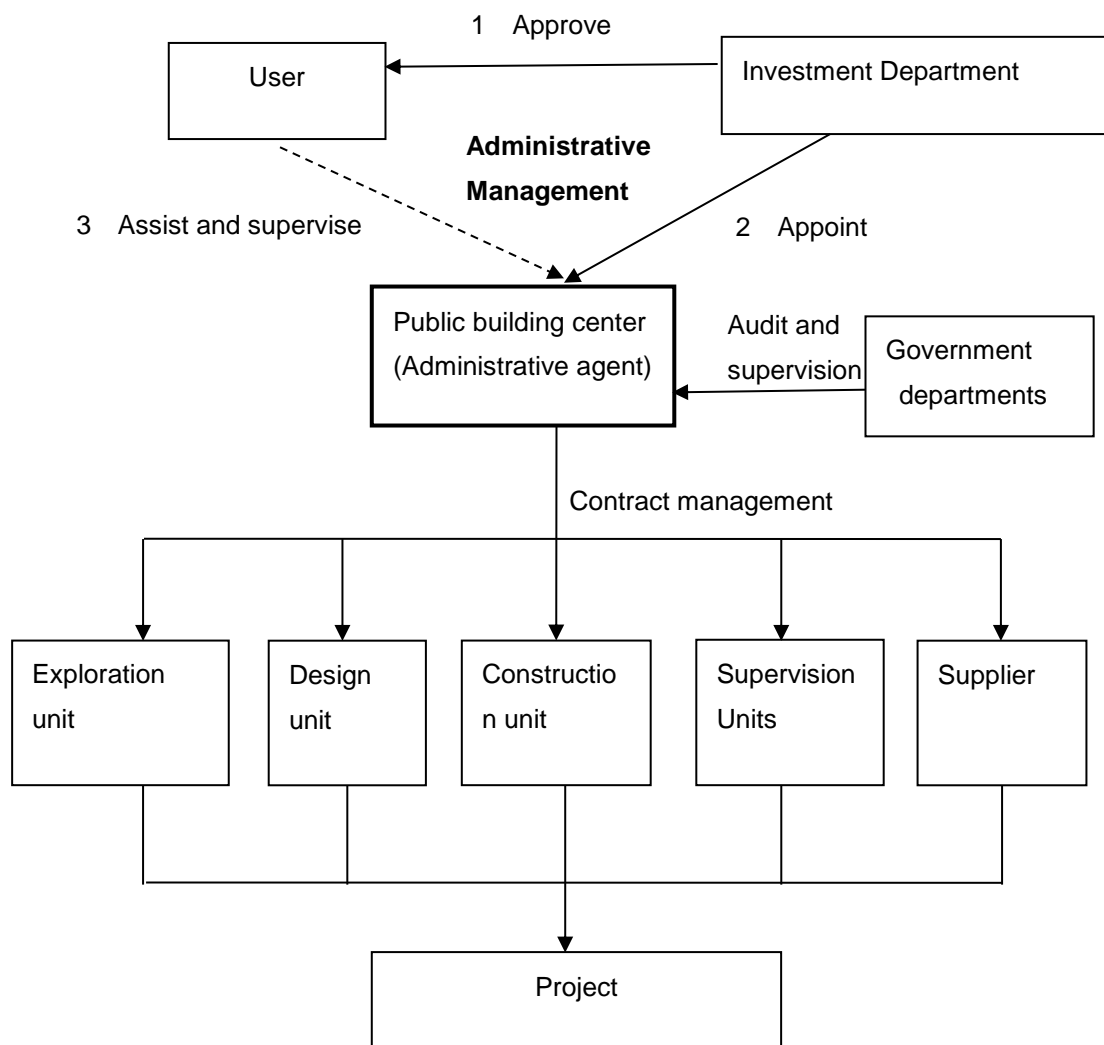 1 Approve
User
Investment Department
Administrative
Management
3 Assist and supervise
2 Appoint
Public building center
(Administrative agent)
Audit and
supervision
Government
departments
Contract management
Exploration
unit
Design
unit
Constructio
n unit
Supervision
Units
Supplier
Project